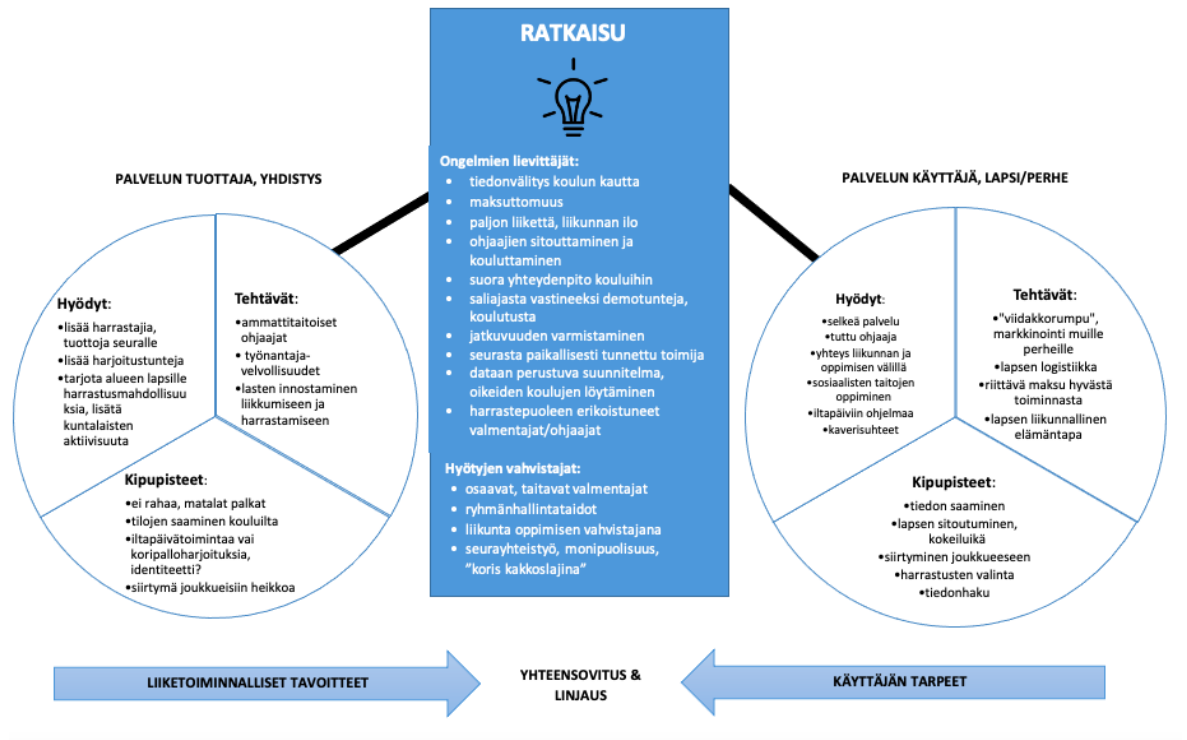 RATKAISU
Ongelmien lievittäjät:
• tiedonvälitys koulun kautta
• maksuttomuus
• paljon liikettä, liikunnan ilo
• ohjaajien sitouttaminen ja
kouluttaminen
• suora yhteydenpito kouluihin
• saliajasta vastineeksi demotunteja,
koulutusta
• jatkuvuuden varmistaminen
• seurasta paikallisesti tunnettu toimija
• dataan perustuva suunnitelma,
oikeiden koulujen löytäminen
• harrastepuoleen erikoistuneet
valmentajat/ohjaajat
Hyötyjen vahvistajat:
• osaavat, taitavat valmentajat
• ryhmänhallintataidot
• liikunta oppimisen vahvistajana
• seurayhteistyö, monipuolisuus,
“koris kakkoslajina“
PALVELUN TUOTTAJA, YHDISTYS
Hyödyt:
•lisää harrastajia,
tuottoja seuralle
•lisää harjoitustunteja
•tarjota alueen lapsille
harrastusmahdollisuu
ksia, lisätä
kuntalaisten
aktiivisuuta
Tehtävät:
•ammattitaitoiset
ohjaajat
• työnantaja-
velvollisuudet
•lasten innostaminen
liikkumiseen ja
harrastamiseen
Kipupisteet:
•ei rahaa, matalat palkat
•tilojen saaminen kouluilta
•iltapäivätoimintaa vai
koripalloharjoituksia,
identiteetti?
•siirtymä joukkueisiin heikkoa
PALVELUN KÄYTTÄJÄ, LAPSI/PERHE
Hyödyt:
•selkeä palvelu
•tuttu ohjaaja
•yhteys liikunnan ja
oppimisen välillä
•sosiaalisten taitojen
oppiminen
•iltapäiviin ohjelmaa
•kaverisuhteet
Tehtävät:
•"viidakkorumpu",
markkinointi muille
perheille
•lapsen logistiikka
•riittävä maksu hyvästä
toiminnasta
•lapsen liikunnallinen
elämäntapa
Kipupisteet:
•tiedon saaminen
•lapsen sitoutuminen,
kokeiluikä
•siirtyminen joukkueeseen
•harrastusten valinta
•tiedonhaku
LIIKETOIMINNALLISET TAVOITTEET
YHTEENSOVITUS &
LINJAUS
KÄYTTÄJÄN TARPEET